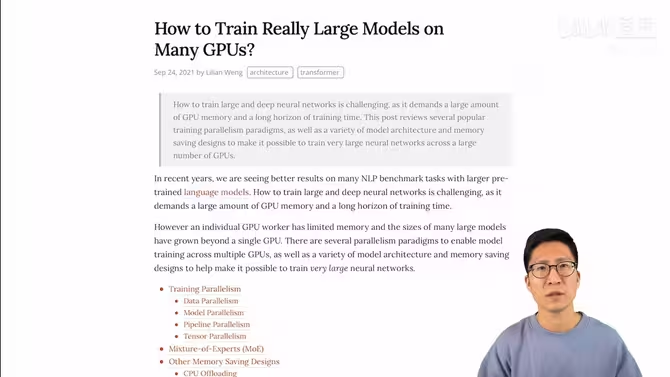 How to Train Really Large Models on
Many GPUs?
Sep 24, 2021 by Lilian Weng architecture transformer
How to train large and deep neural networks is challenging, as it demands a large amount
of GPU memory and a long horizon of training time. This post reviews several popular
training parallelism paradigms, as well as a variety of model architecture and memory
saving designs to make it possible to train very large neural networks across a large
number of GPUs.
In recent years, we are seeing better results on many NLP benchmark tasks with larger pre-
trained language models. How to train large and deep neural networks is challenging, as it
demands a large amount of GPU memory and a long horizon of training time.
However an individual GPU worker has limited memory and the sizes of many large models
have grown beyond a single GPU. There are several parallelism paradigms to enable model
training across multiple GPUs, as well as a variety of model architecture and memory saving
designs to help make it possible to train very large neural networks.
Training Parallelism
Data Parallelism
Model Parallelism
Pipeline Parallelism
Tensor Parallelism
Mixture-of-Experts (MoE)
Other Memory Saving Designs
CPU Offloading